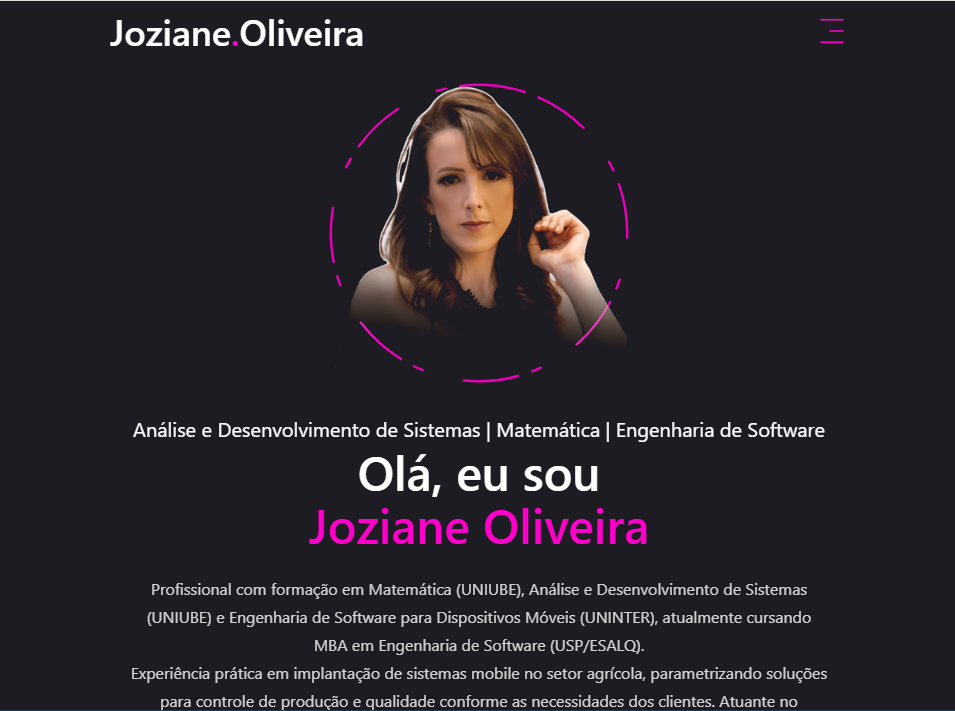 Joziane.Oliveira
Análise e Desenvolvimento de Sistemas | Matemática | Engenharia de Software
Olá, eu sou
Joziane Oliveira
Profissional com formação em Matemática (UNIUBE), Análise e Desenvolvimento de Sistemas
(UNIUBE) e Engenharia de Software para Dispositivos Móveis (UNINTER), atualmente cursando
MBA em Engenharia de Software (USP/ESALQ).
Experiência prática em implantação de sistemas mobile no setor agrícola, parametrizando soluções
para controle de produção e qualidade conforme as necessidades dos clientes. Atuante no